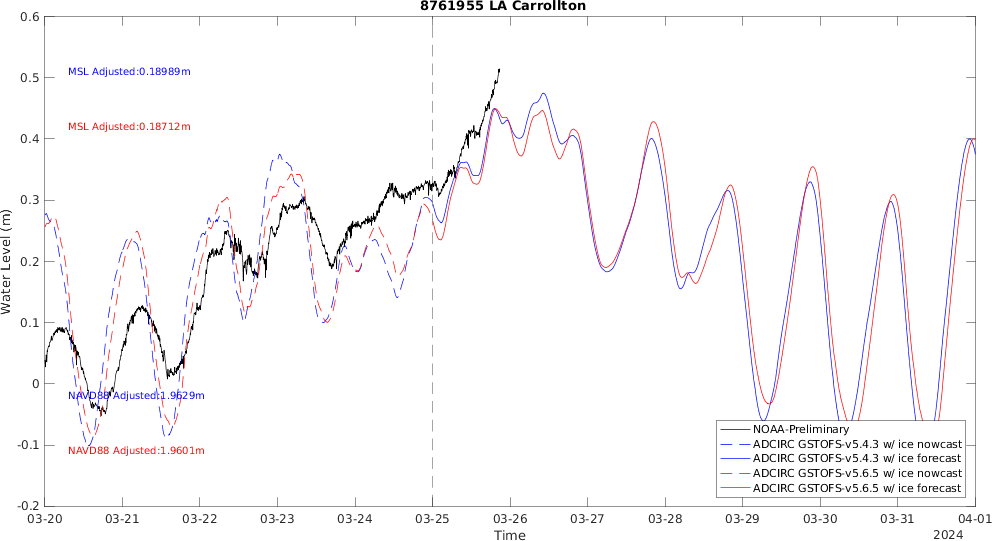 8761955 LA Carrollton
0.6
0.5
0.4
0.3
0.2
0.1
0
-0.1
-0.2
Water Level (m)
MSL Adjusted:0.18989m
MSL Adjusted:0.18712m
NAVD88 Adjusted:1.9629m
NAVD88 Adjusted:1.9601m
NOAA-Preliminary
ADCIRC GSTOFS-v5.4.3 w/ ice nowcast
ADCIRC GSTOFS-v5.4.3 w/ ice forecast
ADCIRC GSTOFS-v5.6.5 w/ ice nowcast
ADCIRC GSTOFS-v5.6.5 w/ ice forecast
03-20 03-21 03-22 03-23 03-24 03-25 03-26 03-27 03-28 03-29 03-30 03-31 04-01
Time
2024